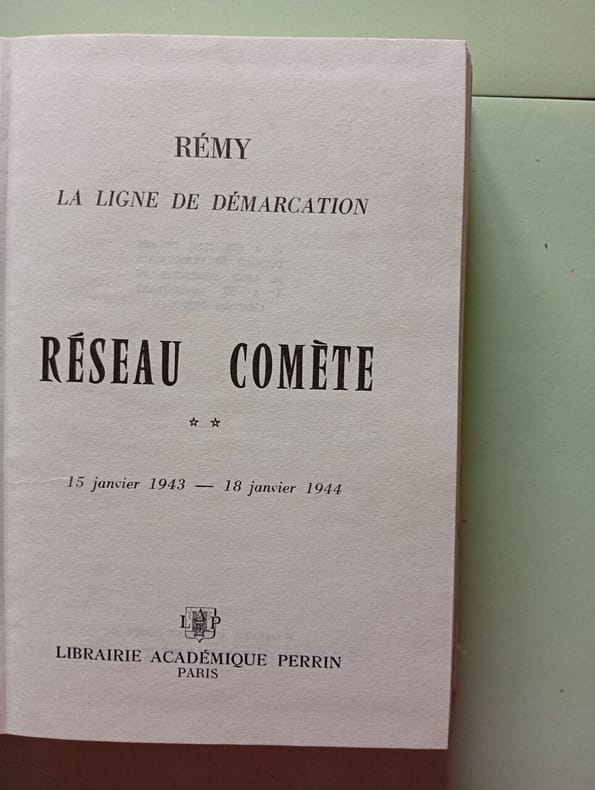 RÉMY
LA LIGNE DE DÉMARCATION
RÉSEAU COMÈTE
☆ ☆
15 janvier 1943 — 18 janvier 1944
L A P
LIBRAIRIE ACADÉMIQUE PERRIN
PARIS